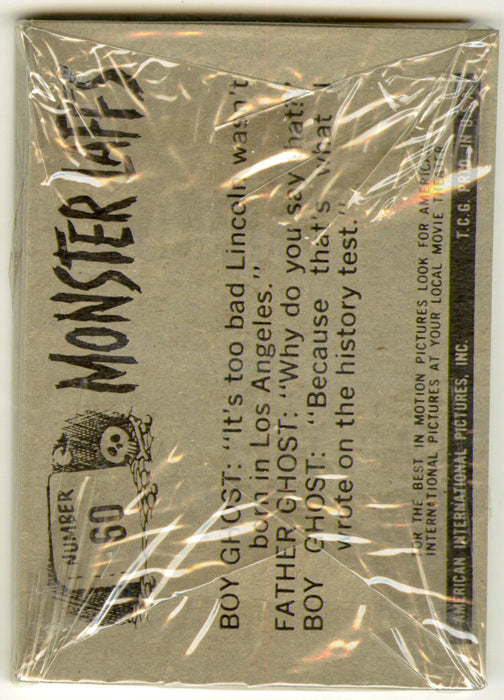 NUMBER
60
MONSTER LAFFS
BOY GHOST: "It's too bad Lincoln wasn't
born in Los Angeles."
FATHER GHOST: "Why do you say that?"
BOY GHOST: "Because that's what I
wrote on the history test."
FOR THE BEST IN MOTION PICTURES LOOK FOR AMERICAN
INTERNATIONAL PICTURES AT YOUR LOCAL MOVIE THEATER
AMERICAN INTERNATIONAL PICTURES, INC. T.C.G. PRTD. IN